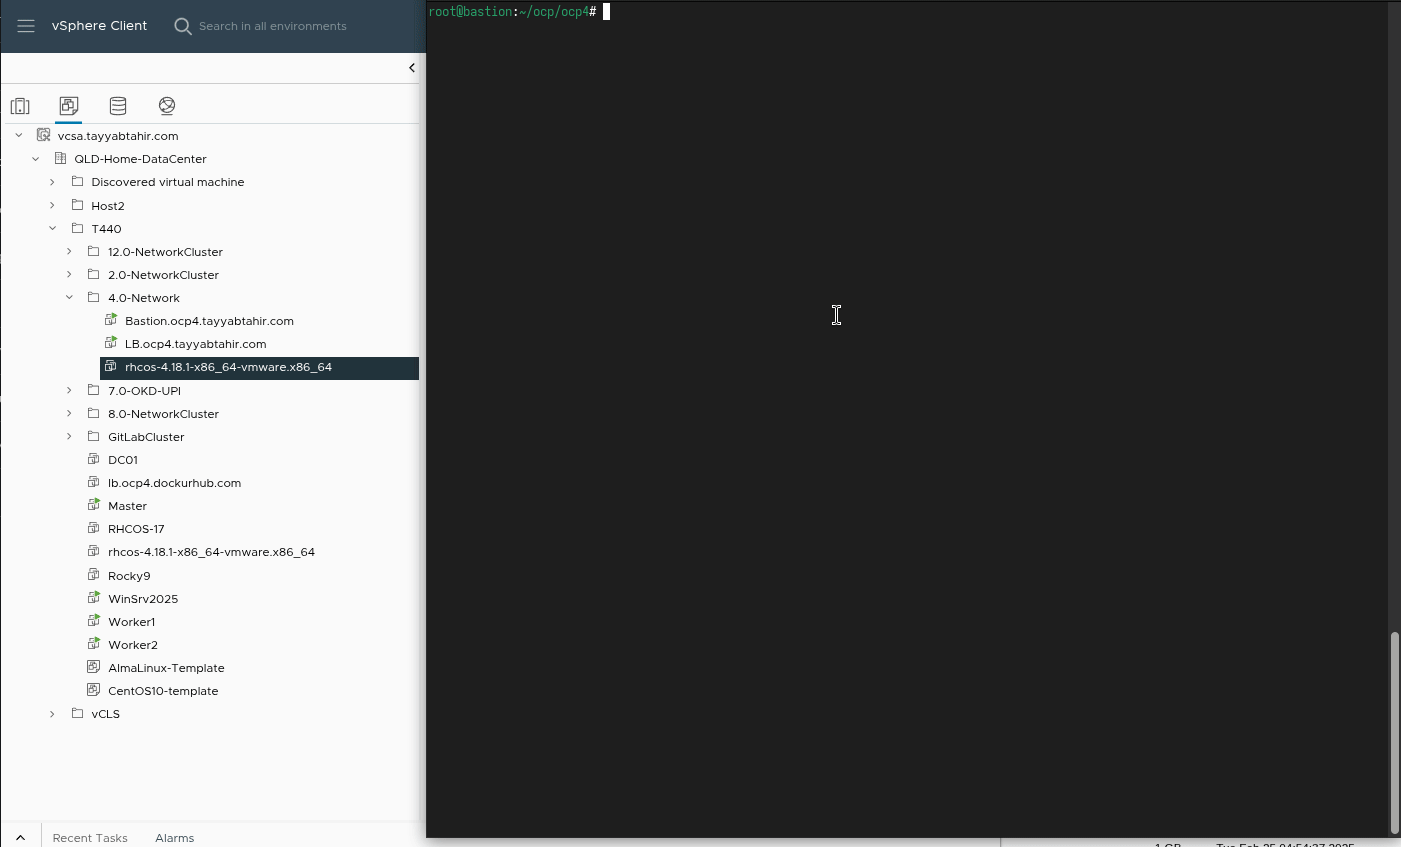 vSphere Client
Search in all environments
root@bastion:~/ocp/ocp4#
vcsa.tayyabtahir.com
QLD-Home-DataCenter
Discovered virtual machine
Host2
T440
12.0-NetworkCluster
2.0-NetworkCluster
4.0-Network
Bastion.ocp4.tayyabtahir.com
LB.ocp4.tayyabtahir.com
rhcos-4.18.1-x86_64-vmware.x86_64
7.0-OKD-UPI
8.0-NetworkCluster
GitLabCluster
DC01
lb.ocp4.dockurhub.com
Master
RHCOS-17
rhcos-4.18.1-x86_64-vmware.x86_64
Rocky9
WinSrv2025
Worker1
Worker2
AlmaLinux-Template
CentOS10-template
vCLS
Recent Tasks
Alarms